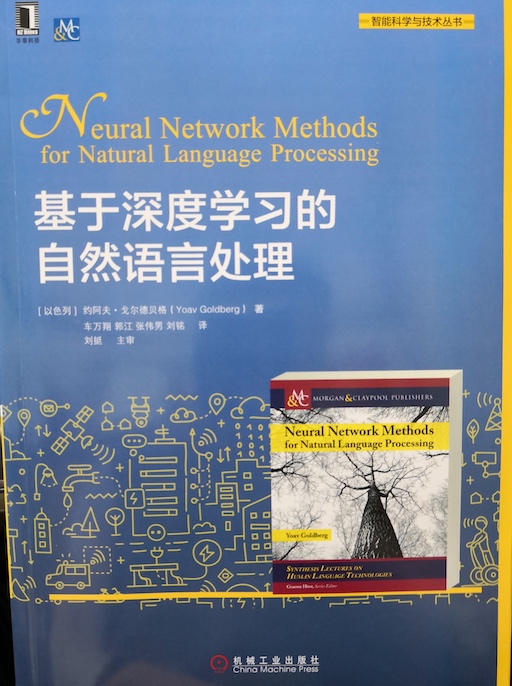 HZ Books
华章科技
M
&C
智能科学与技术丛书
Neural Network Methods
for Natural Language Processing
基于深度学习的
自然语言处理
[以色列] 约阿夫·戈尔德贝格(Yoav Goldberg) 著
车万翔 郭江 张伟男 刘铭 译
刘挺 主审
M
&C
MORGAN & CLAYPOOL PUBLISHERS
Neural Network Methods
for Natural Language Processing
Yoav Goldberg
SYNTHESIS LECTURES ON
HUMAN LANGUAGE TECHNOLOGIES
Graeme Hirst, Series Editor
机械工业出版社
China Machine Press